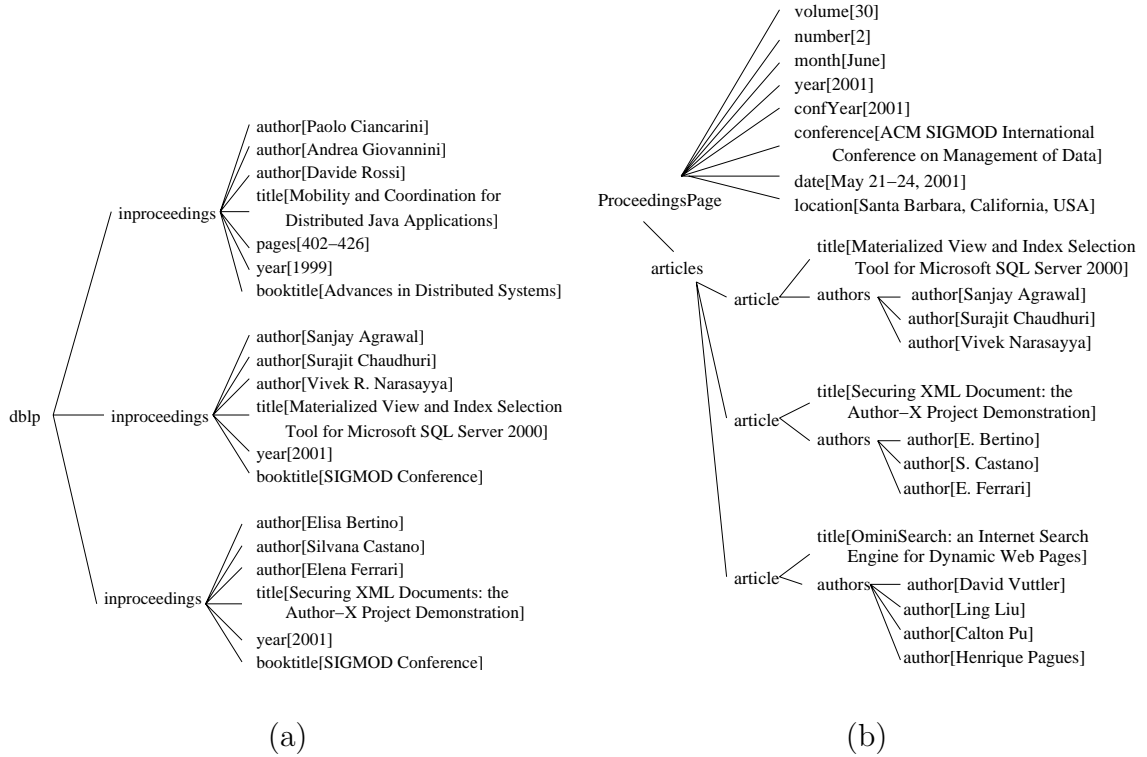 author[Paolo Ciancarini]
author[Andrea Giovannini]
author[Davide Rossi]
title[Mobility and Coordination for
Distributed Java Applications]
inproceedings
pages[402–426]
year[1999]
booktitle[Advances in Distributed Systems]
author[Sanjay Agrawal]
author[Surajit Chaudhuri]
author[Vivek R. Narasayya]
title[Materialized View and Index Selection
Tool for Microsoft SQL Server 2000]
dblp
inproceedings
year[2001]
booktitle[SIGMOD Conference]
author[Elisa Bertino]
author[Silvana Castano]
author[Elena Ferrari]
title[Securing XML Documents: the
Author–X Project Demonstration]
inproceedings
year[2001]
booktitle[SIGMOD Conference]
(a)
volume[30]
number[2]
month[June]
year[2001]
confYear[2001]
conference[ACM SIGMOD International
Conference on Management of Data]
date[May 21–24, 2001]
location[Santa Barbara, California, USA]
ProceedingsPage
articles
title[Materialized View and Index Selection
Tool for Microsoft SQL Server 2000]
article
authors
author[Sanjay Agrawal]
author[Surajit Chaudhuri]
author[Vivek Narasayya]
title[Securing XML Document: the
Author–X Project Demonstration]
article
authors
author[E. Bertino]
author[S. Castano]
author[E. Ferrari]
title[OminiSearch: an Internet Search
Engine for Dynamic Web Pages]
article
authors
author[David Vuttler]
author[Ling Liu]
author[Calton Pu]
author[Henrique Pagues]
(b)